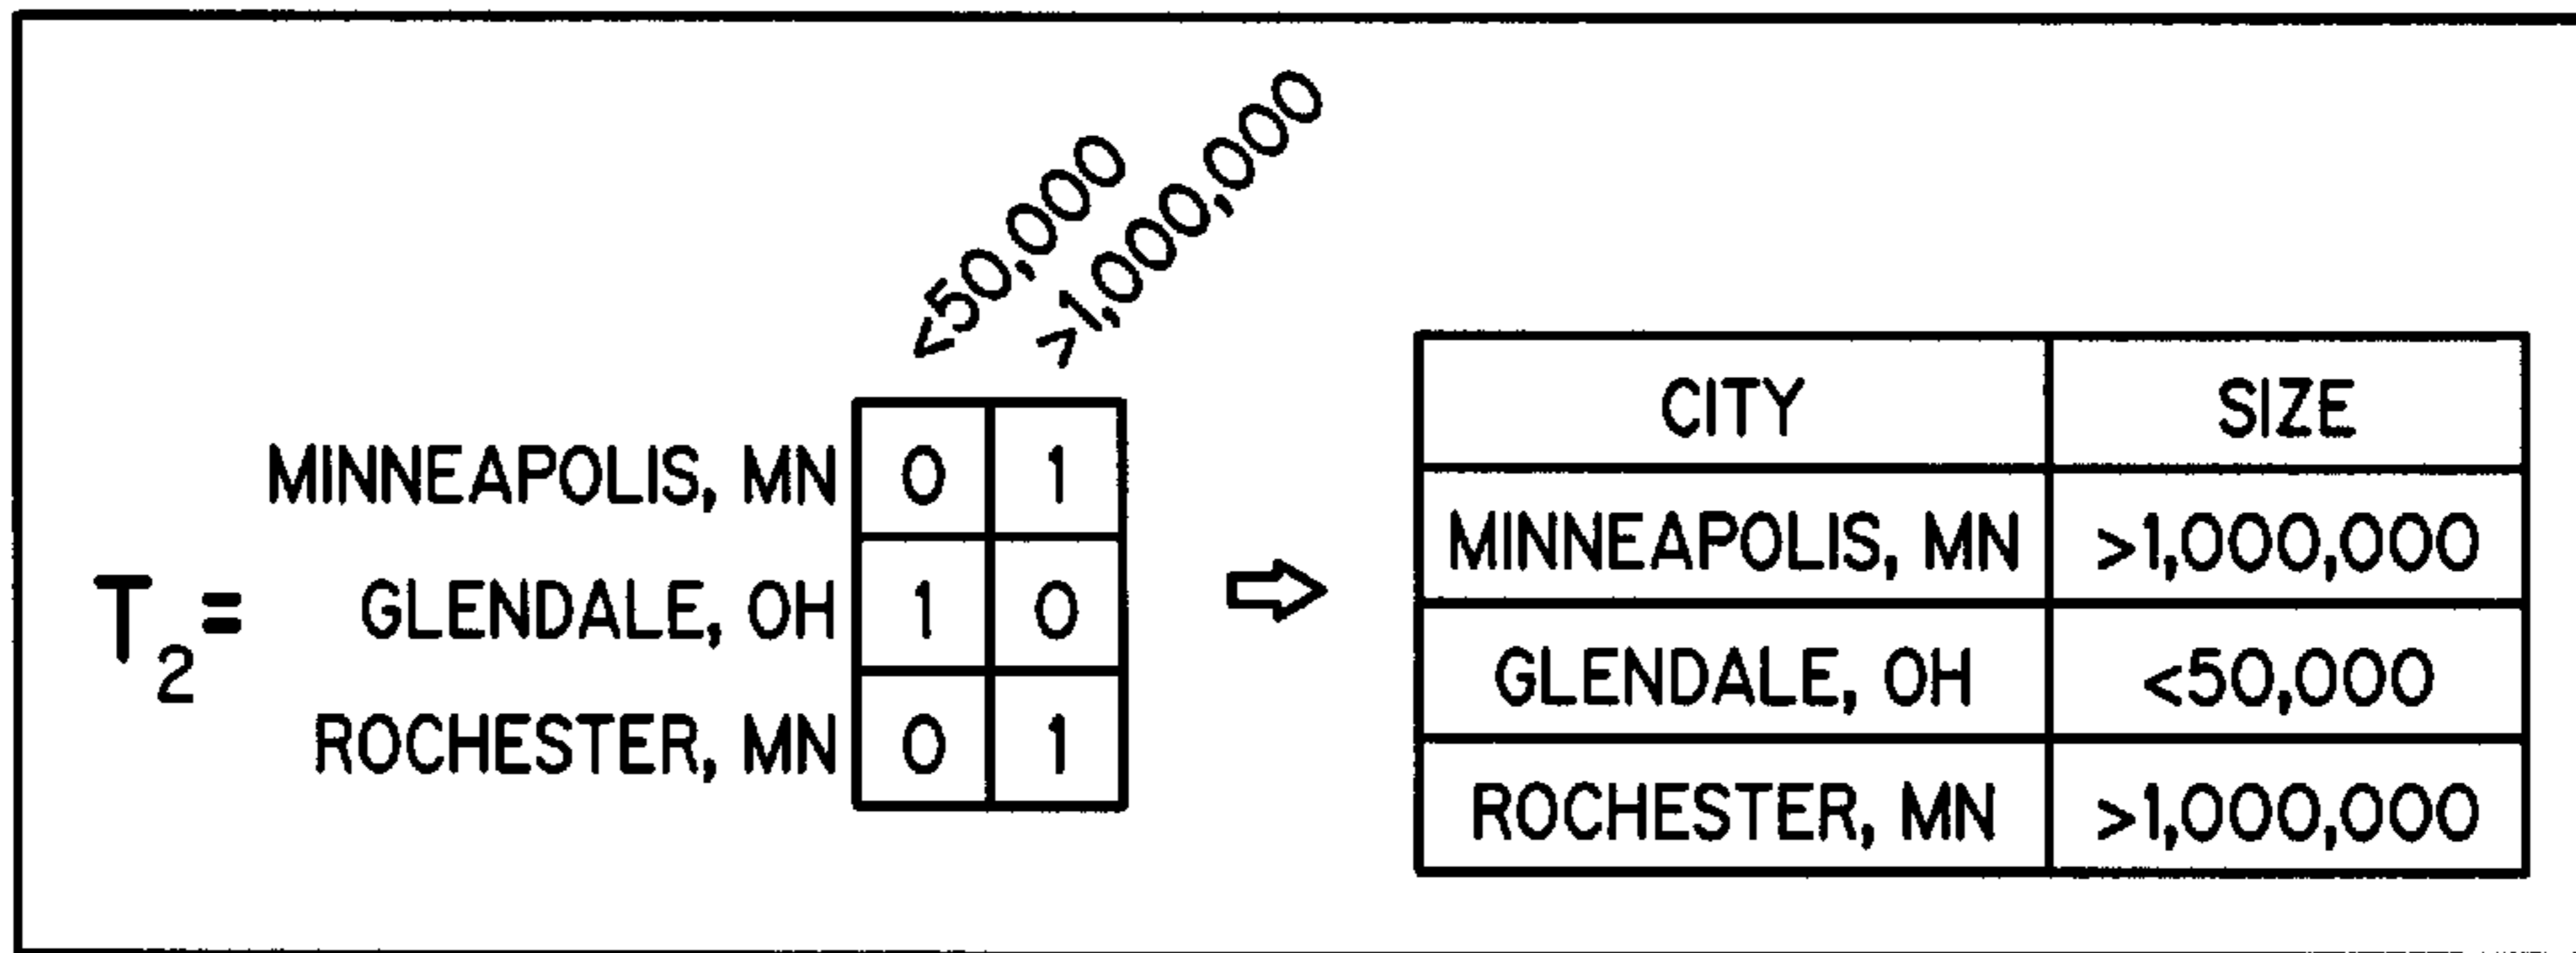 <50,000 >1,000,000
MINNEAPOLIS, MN 0 1
T2= GLENDALE, OH 1 0
ROCHESTER, MN 0 1
CITY SIZE
MINNEAPOLIS, MN >1,000,000
GLENDALE, OH <50,000
ROCHESTER, MN >1,000,000